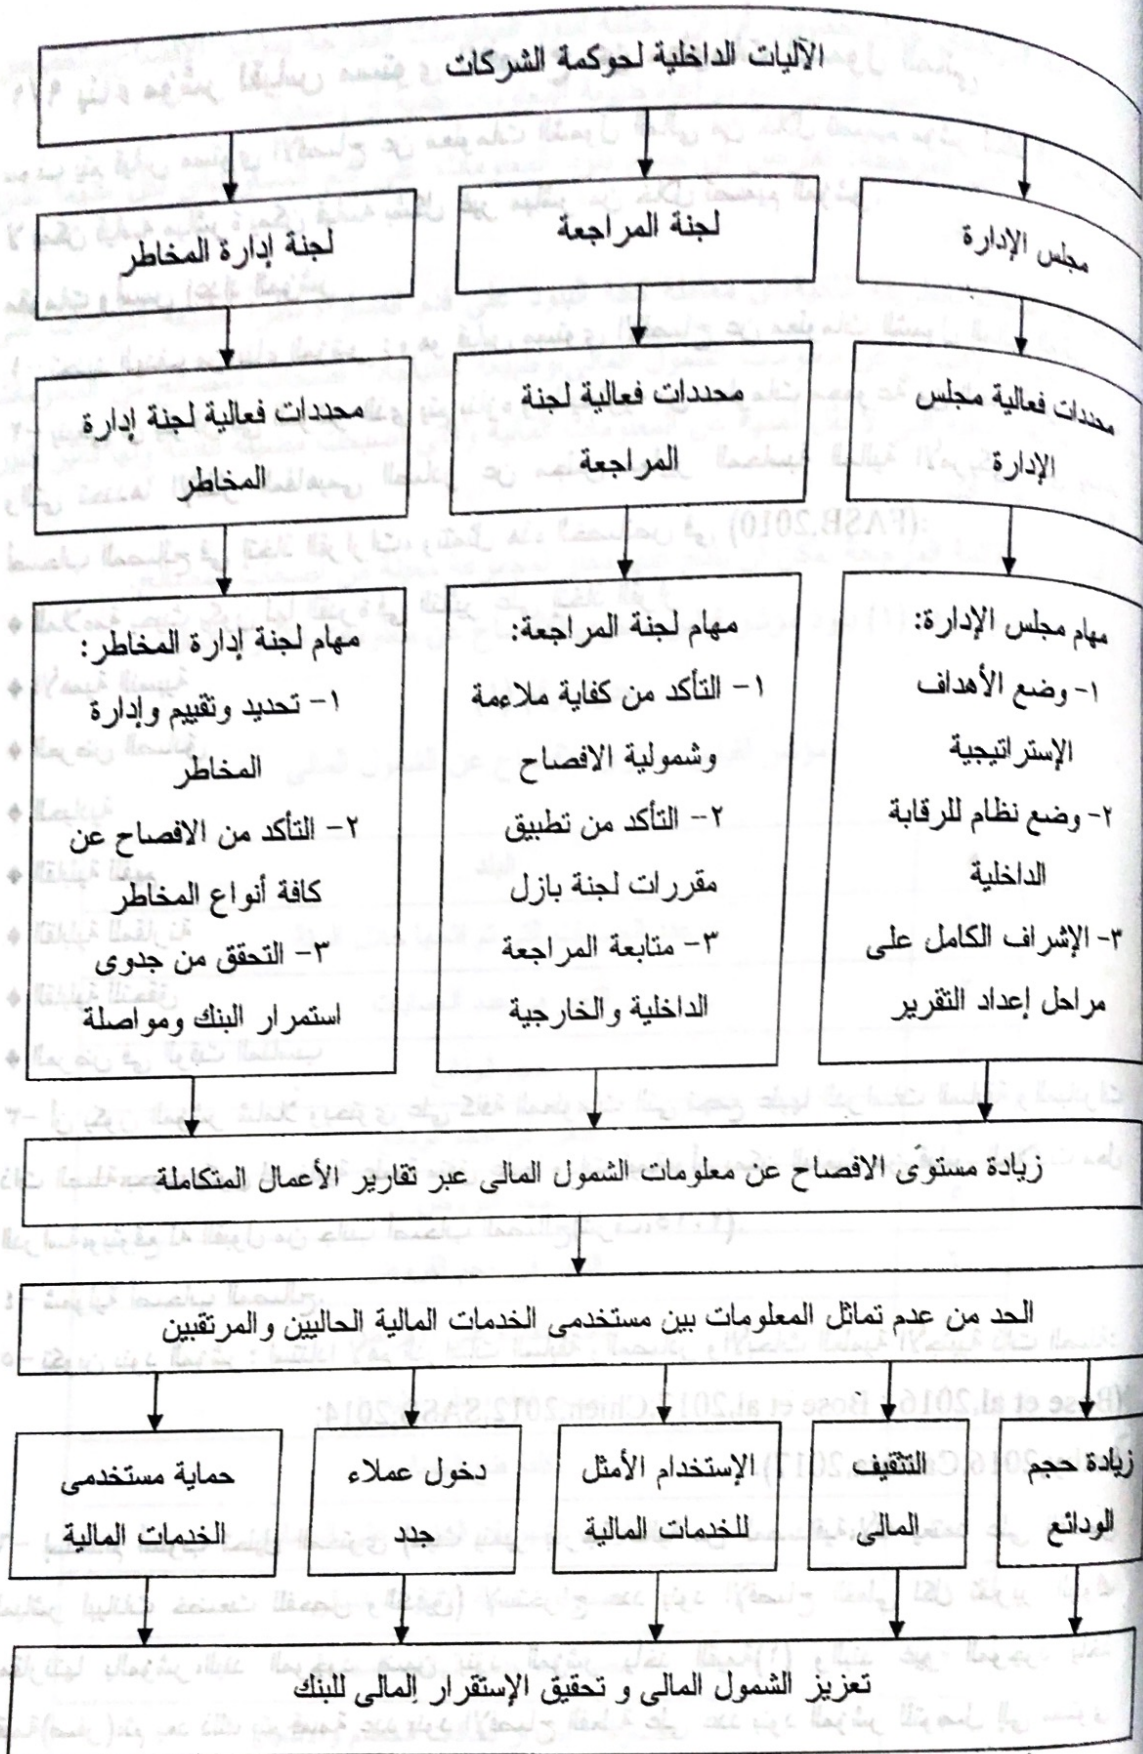 الآليات الداخلية لحوكمة الشركات
مجلس الإدارة
لجنة المراجعة
لجنة إدارة المخاطر
محددات فعالية مجلس
الإدارة
محددات فعالية لجنة
المراجعة
محددات فعالية لجنة إدارة
المخاطر
مهام مجلس الإدارة:
١- وضع الأهداف
الإستراتيجية
٢- وضع نظام للرقابة
الداخلية
٣- الإشراف الكامل على
مراحل إعداد التقرير
مهام لجنة المراجعة:
١- التأكد من كفاية ملاءمة
وشمولية الافصاح
٢- التأكد من تطبيق
مقررات لجنة بازل
٣- متابعة المراجعة
الداخلية والخارجية
مهام لجنة إدارة المخاطر:
١- تحديد وتقييم وإدارة
المخاطر
٢- التأكد من الافصاح عن
كافة أنواع المخاطر
٣- التحقق من جدوى
استمرار البنك ومواصلة
زيادة مستوى الافصاح عن معلومات الشمول المالى عبر تقارير الأعمال المتكاملة
الحد من عدم تماثل المعلومات بين مستخدمى الخدمات المالية الحاليين والمرتقبين
زيادة حجم
الودائع
التثقيف
المالى
الإستخدام الأمثل
للخدمات المالية
دخول عملاء
جدد
حماية مستخدمى
الخدمات المالية
تعزيز الشمول المالى و تحقيق الإستقرار المالى للبنك